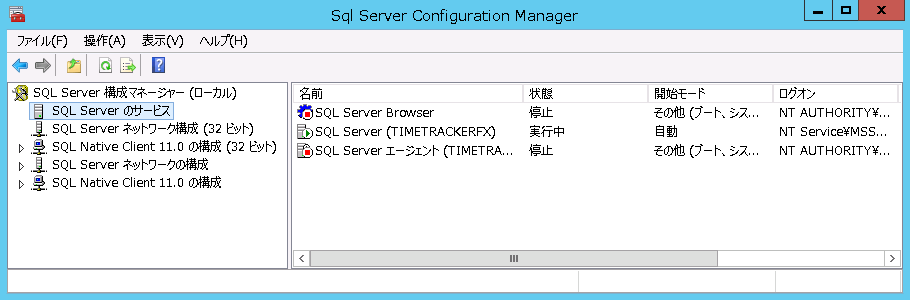 Sql Server Configuration Manager
ファイル(F) 操作(A) 表示(V) ヘルプ(H)
SQL Server 構成マネージャー (ローカル)
SQL Server のサービス
SQL Server ネットワーク構成 (32 ビット)
SQL Native Client 11.0 の構成 (32 ビット)
SQL Server ネットワークの構成
SQL Native Client 11.0 の構成
名前 状態 開始モード ログオン
SQL Server Browser 停止 その他 (ブート、シス... NT AUTHORITY¥...
SQL Server (TIMETRACKERFX) 実行中 自動 NT Service¥MSS...
SQL Server エージェント (TIMETRA... 停止 その他 (ブート、シス... NT AUTHORITY¥...